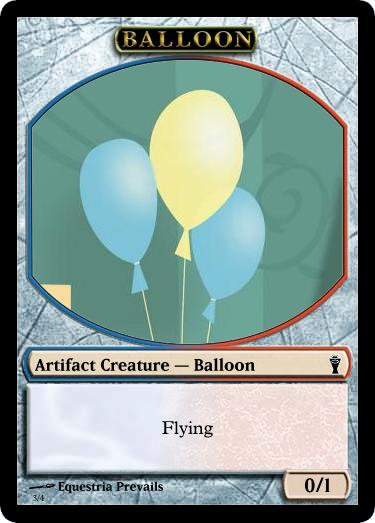 BALLOON
Artifact Creature — Balloon
Flying
Equestria Prevails
0/1
3/4